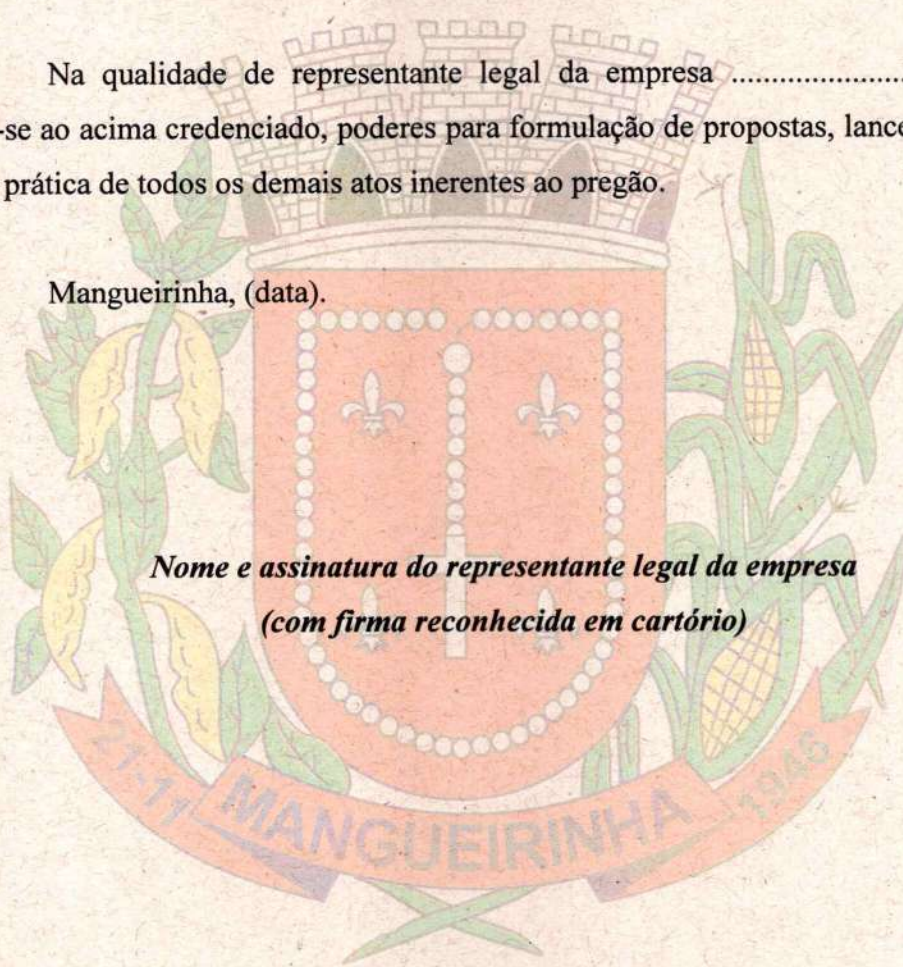 Na qualidade de representante legal da empresa ......................
-se ao acima credenciado, poderes para formulação de propostas, lance
prática de todos os demais atos inerentes ao pregão.
Mangueirinha, (data).
Nome e assinatura do representante legal da empresa
(com firma reconhecida em cartório)
21-11 MANGUEIRINHA 1946